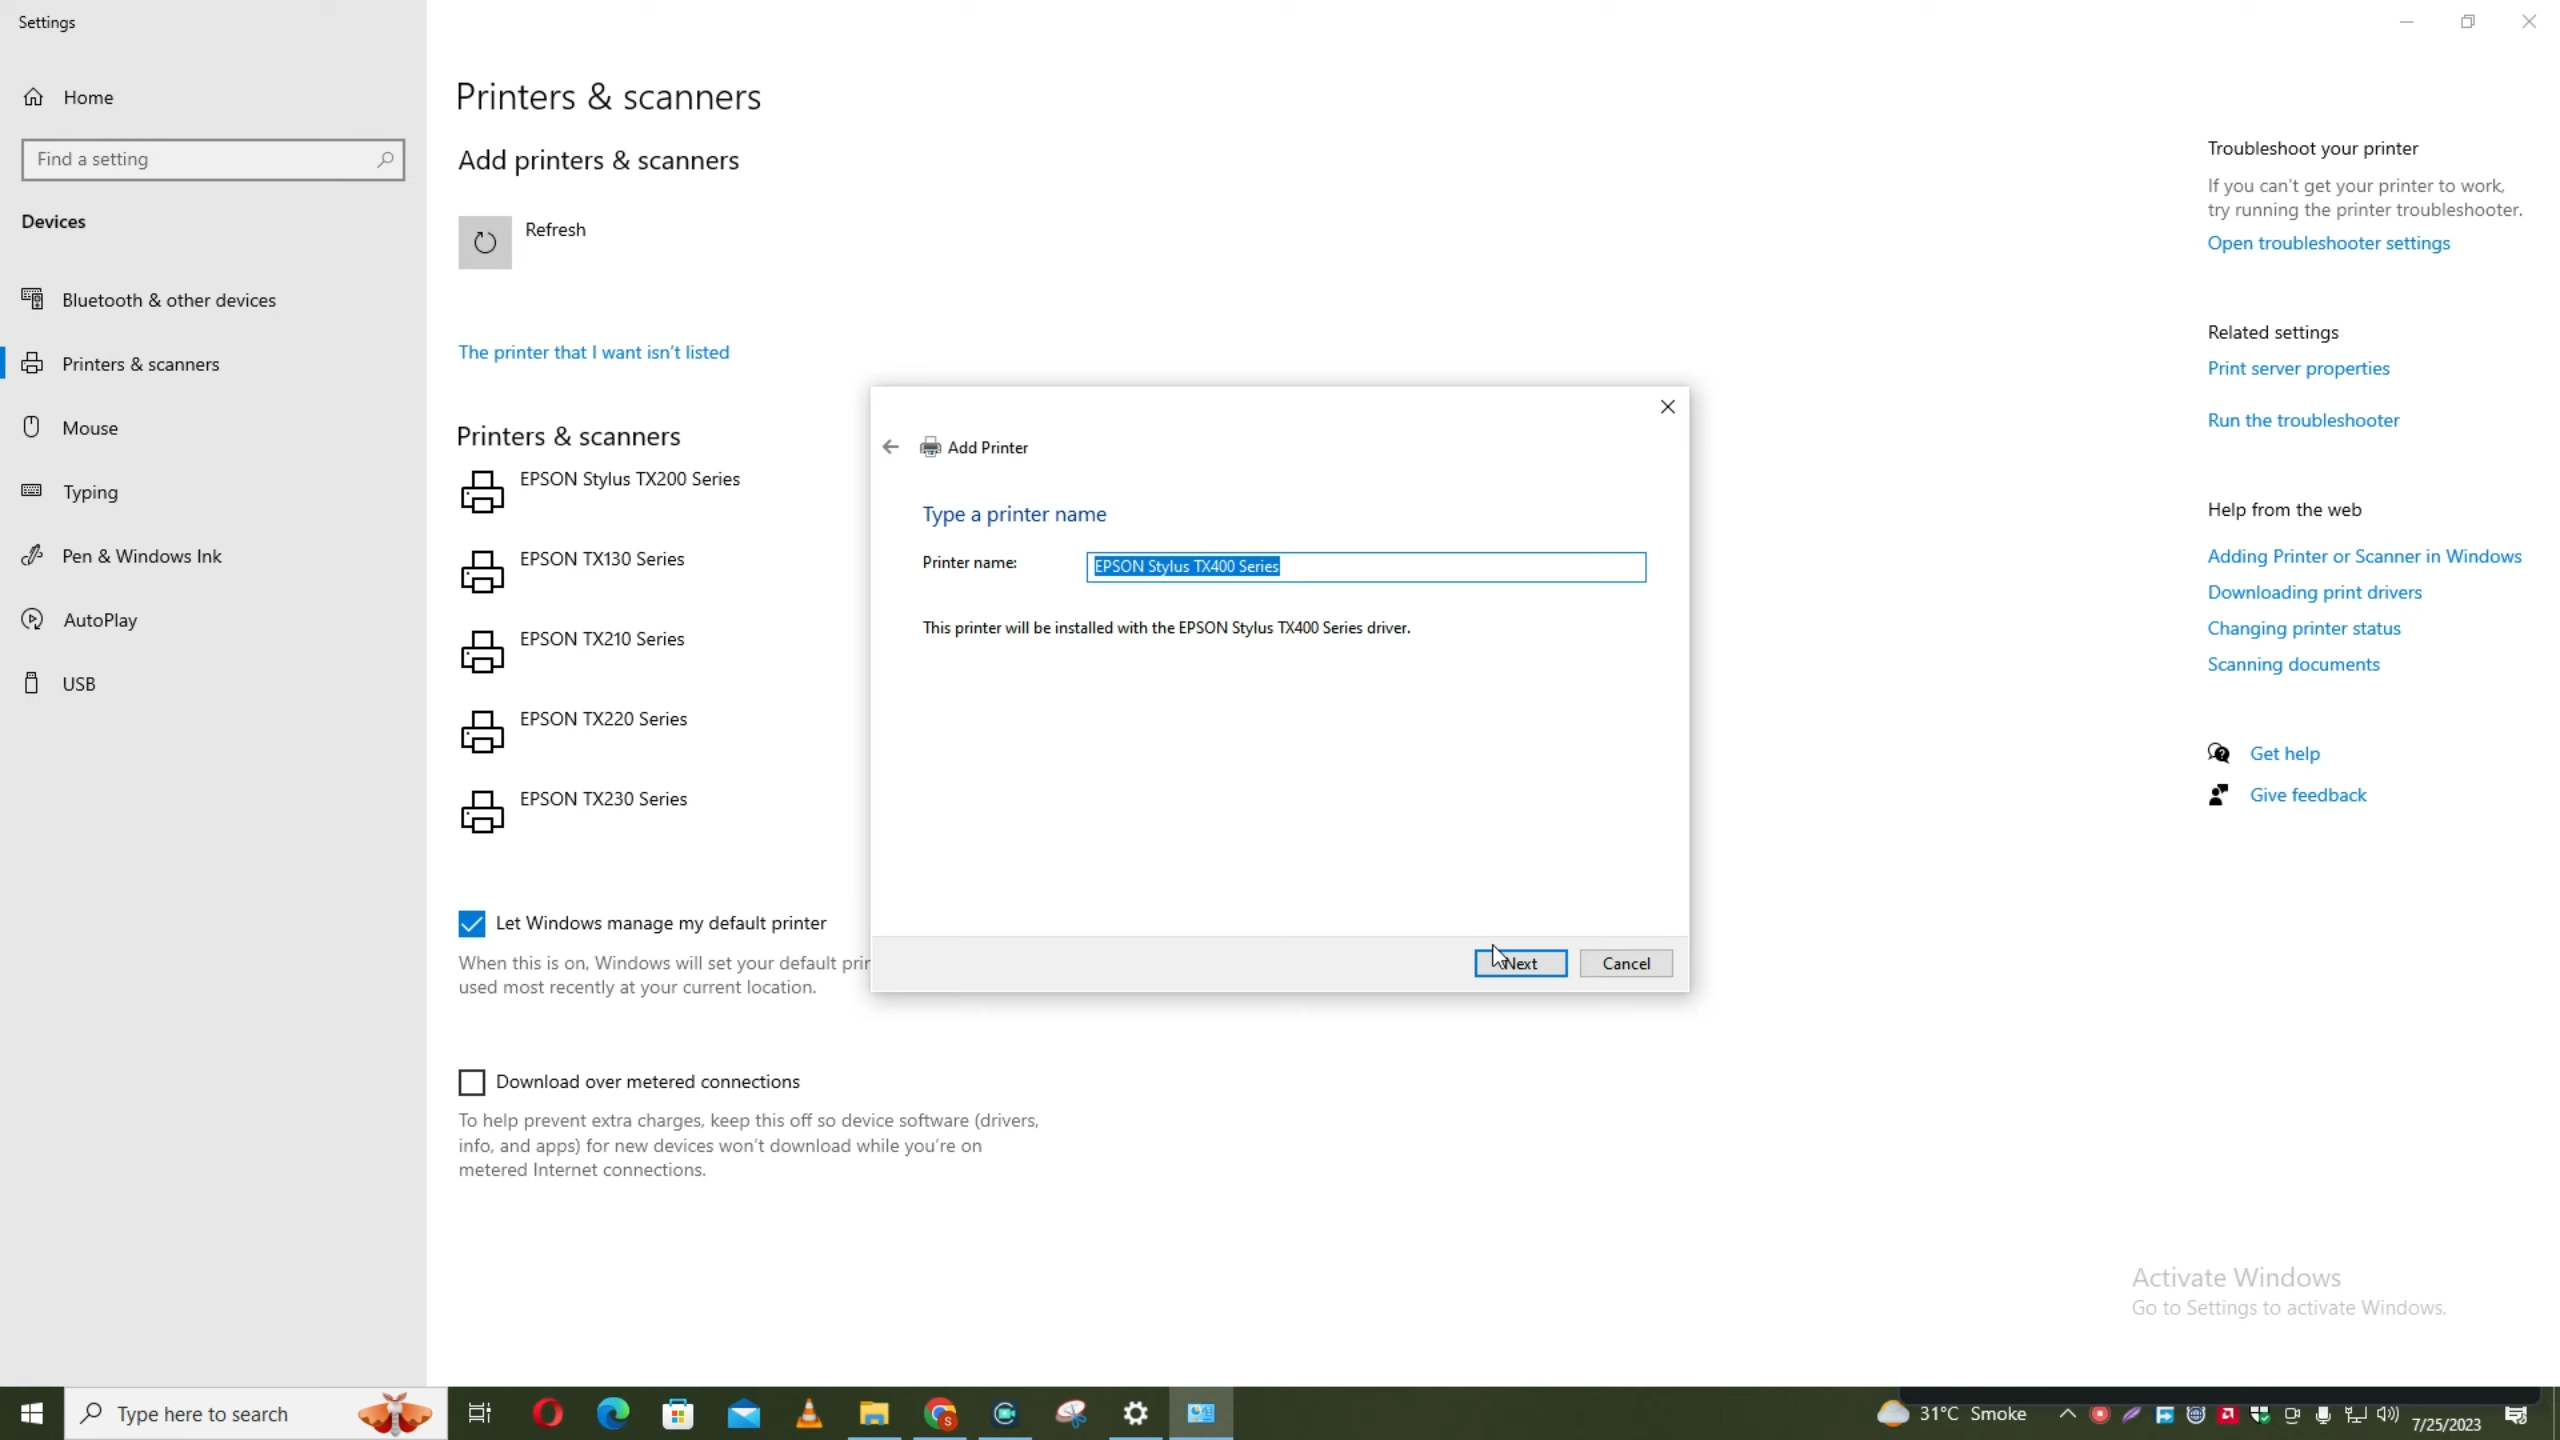 Settings
Home
Find a setting
Devices
Bluetooth & other devices
Printers & scanners
Mouse
Typing
Pen & Windows Ink
AutoPlay
USB
Printers & scanners
Add printers & scanners
Refresh
The printer that I want isn't listed
Printers & scanners
EPSON Stylus TX200 Series
EPSON TX130 Series
EPSON TX210 Series
EPSON TX220 Series
EPSON TX230 Series
Let Windows manage my default printer
When this is on, Windows will set your default
used most recently at your current location.
Download over metered connections
To help prevent extra charges, keep this off so device software (drivers,
info, and apps) for new devices won't download while you're on
metered Internet connections.
Add Printer
Type a printer name
Printer name:
EPSON Stylus TX400 Series
This printer will be installed with the EPSON Stylus TX400 Series driver.
Next
Cancel
Troubleshoot your printer
If you can't get your printer to work,
try running the printer troubleshooter.
Open troubleshooter settings
Related settings
Print server properties
Run the troubleshooter
Help from the web
Adding Printer or Scanner in Windows
Downloading print drivers
Changing printer status
Scanning documents
Get help
Give feedback
Activate Windows
Go to Settings to activate Windows.
Type here to search
31°C Smoke
7/25/2023